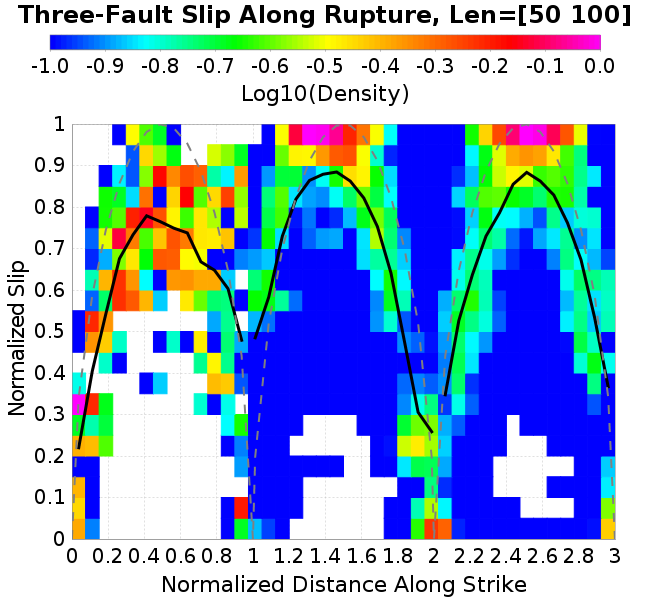 Three-Fault Slip Along Rupture, Len=[50 100]
-1.0 -0.9 -0.8 -0.7 -0.6 -0.5 -0.4 -0.3 -0.2 -0.1 0.0
Log10(Density)
1
0.9
0.8
0.7
0.6
0.5
0.4
0.3
0.2
0.1
0
Normalized Slip
0 0.2 0.4 0.6 0.8 1 1.2 1.4 1.6 1.8 2 2.2 2.4 2.6 2.8 3
Normalized Distance Along Strike